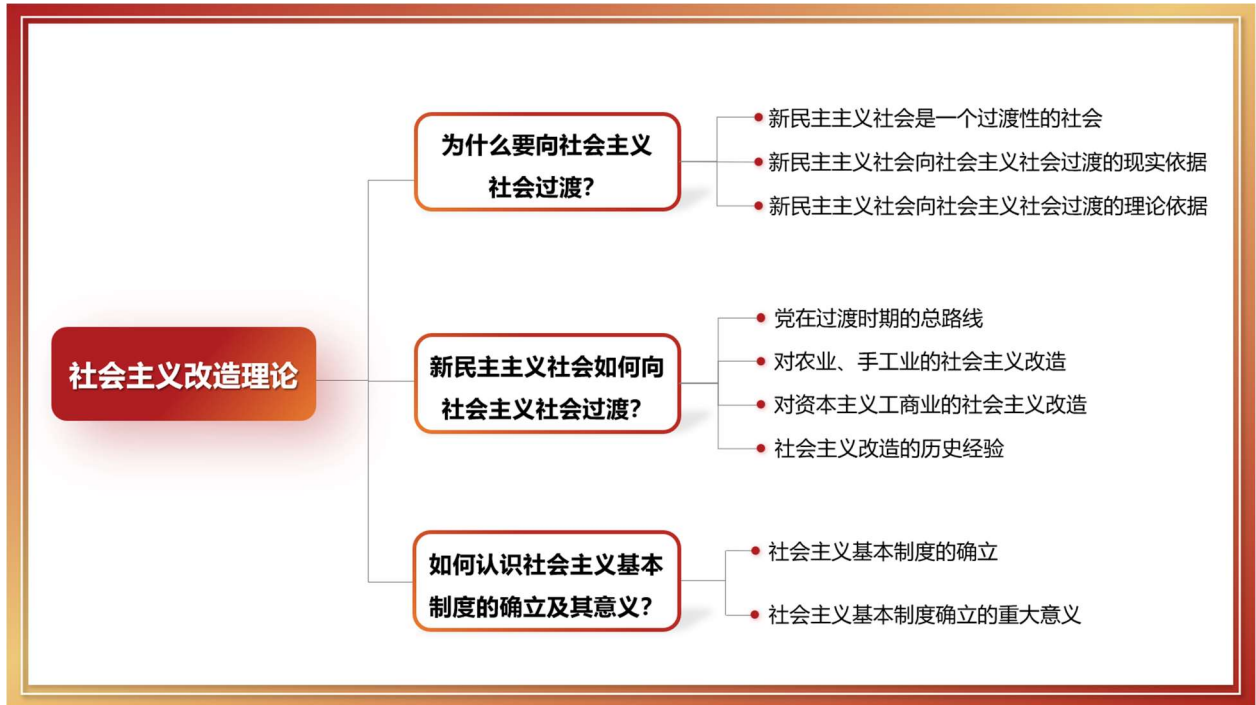 社会主义改造理论
为什么要向社会主义
社会过渡？
新民主主义社会是一个过渡性的社会
新民主主义社会向社会主义社会过渡的现实依据
新民主主义社会向社会主义社会过渡的理论依据
新民主主义社会如何向
社会主义社会过渡？
党在过渡时期的总路线
对农业、手工业的社会主义改造
对资本主义工商业的社会主义改造
社会主义改造的历史经验
如何认识社会主义基本
制度的确立及其意义？
社会主义基本制度的确立
社会主义基本制度确立的重大意义